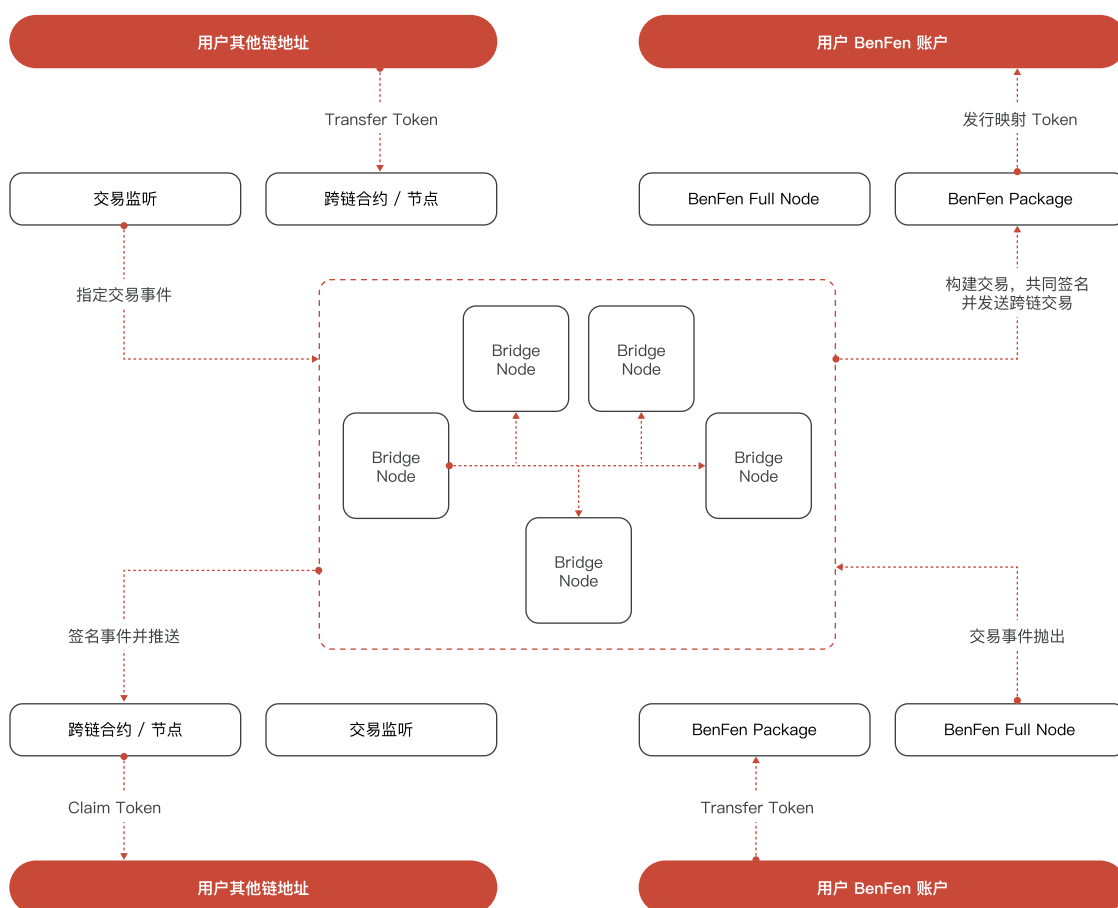 用户其他链地址
用户 BenFen 账户
Transfer Token
发行映射 Token
交易监听
跨链合约 / 节点
BenFen Full Node
BenFen Package
指定交易事件
构建交易，共同签名
并发送跨链交易
Bridge
Node
Bridge
Node
Bridge
Node
Bridge
Node
Bridge
Node
签名事件并推送
交易事件抛出
跨链合约 / 节点
交易监听
BenFen Package
BenFen Full Node
Claim Token
Transfer Token
用户其他链地址
用户 BenFen 账户